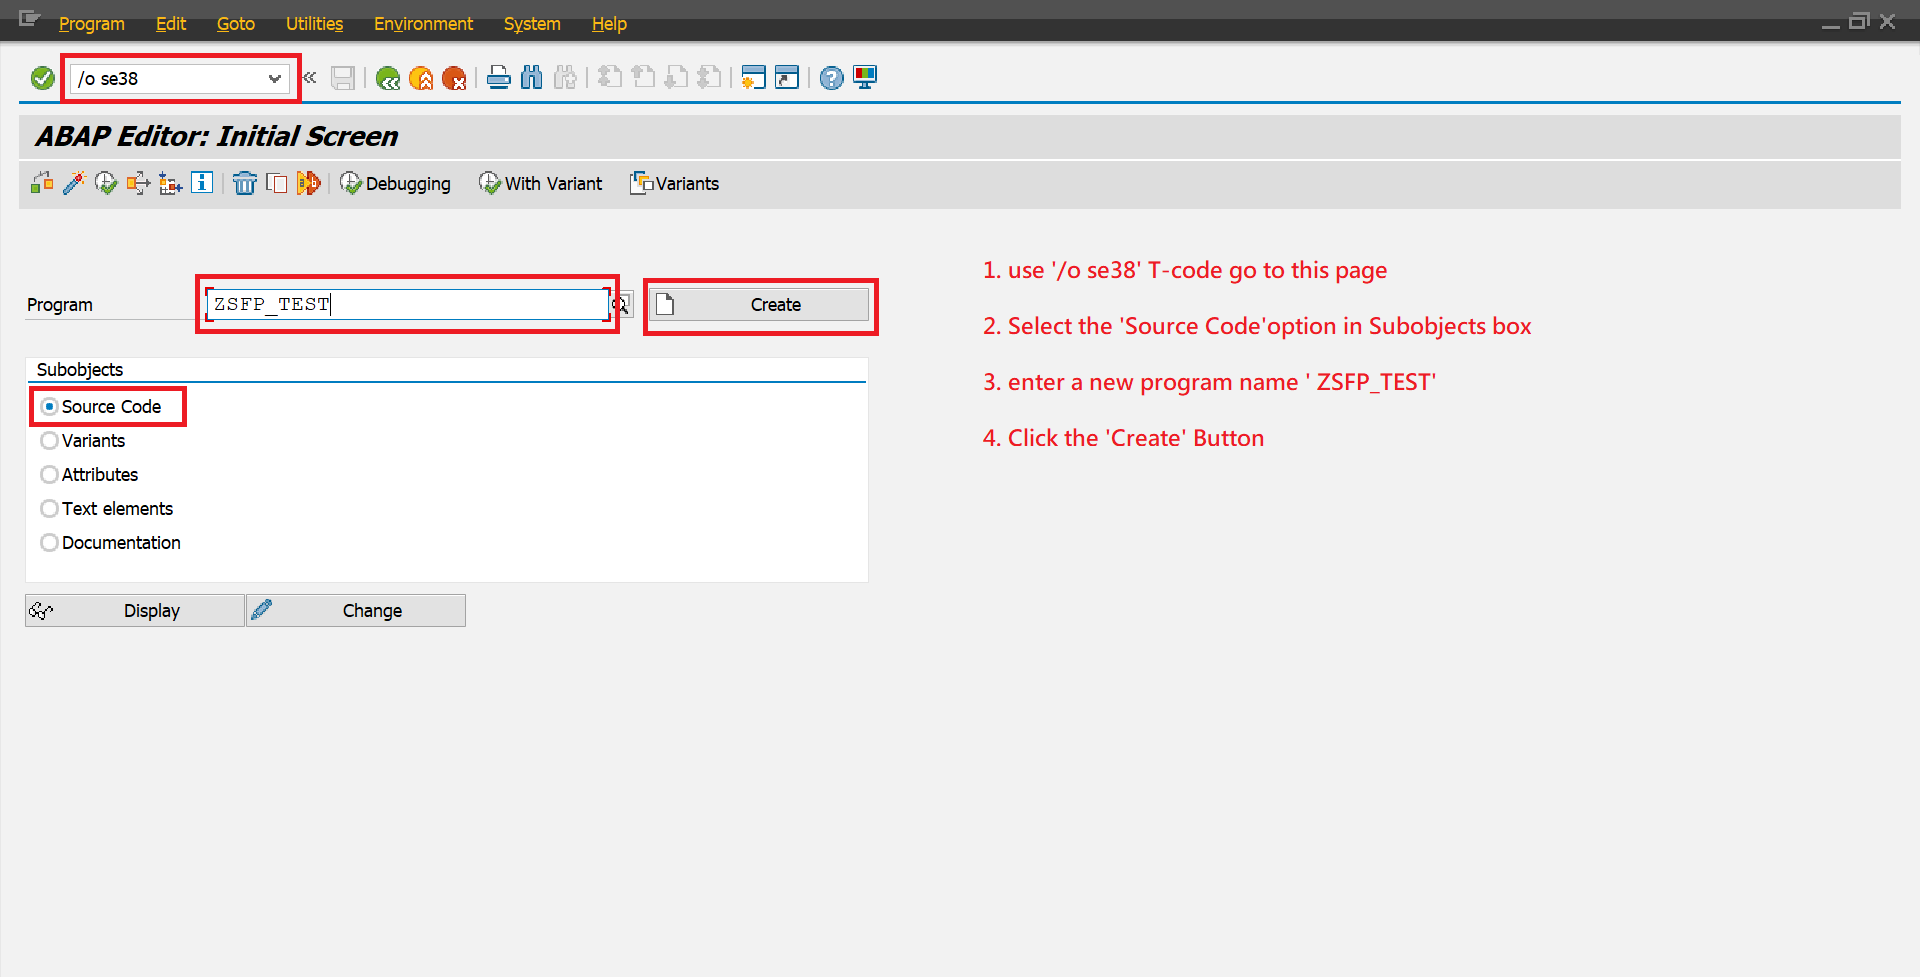 Program Edit Goto Utilities Environment System Help
/o se38
ABAP Editor: Initial Screen
Debugging With Variant Variants
Program ZSFP_TEST Create
Subobjects
Source Code
Variants
Attributes
Text elements
Documentation
Display Change
1. use '/o se38' T-code go to this page
2. Select the 'Source Code'option in Subobjects box
3. enter a new program name ' ZSFP_TEST'
4. Click the 'Create' Button